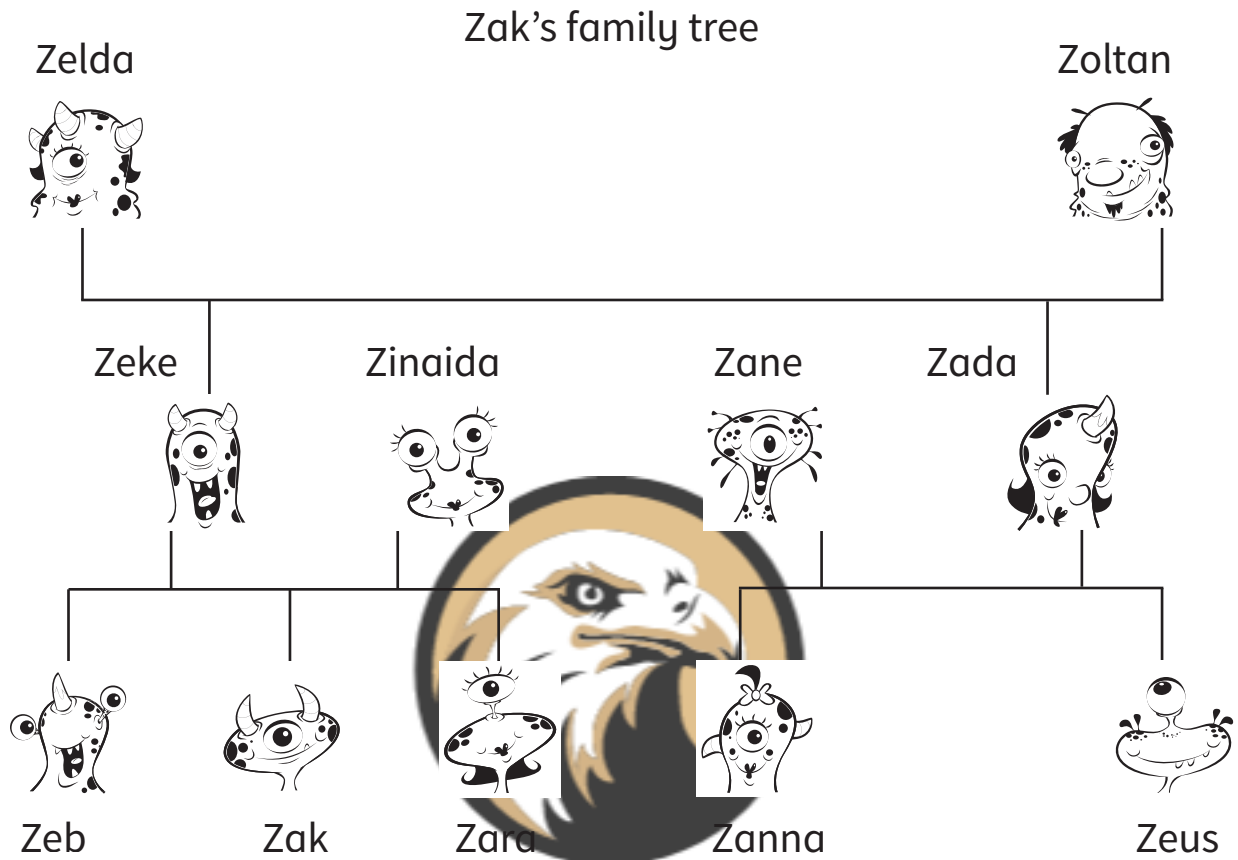 Zak’s family tree
Zelda Zoltan
Zeke Zinaida Zane Zada
Zeb Zak Zara Zanna Zeus